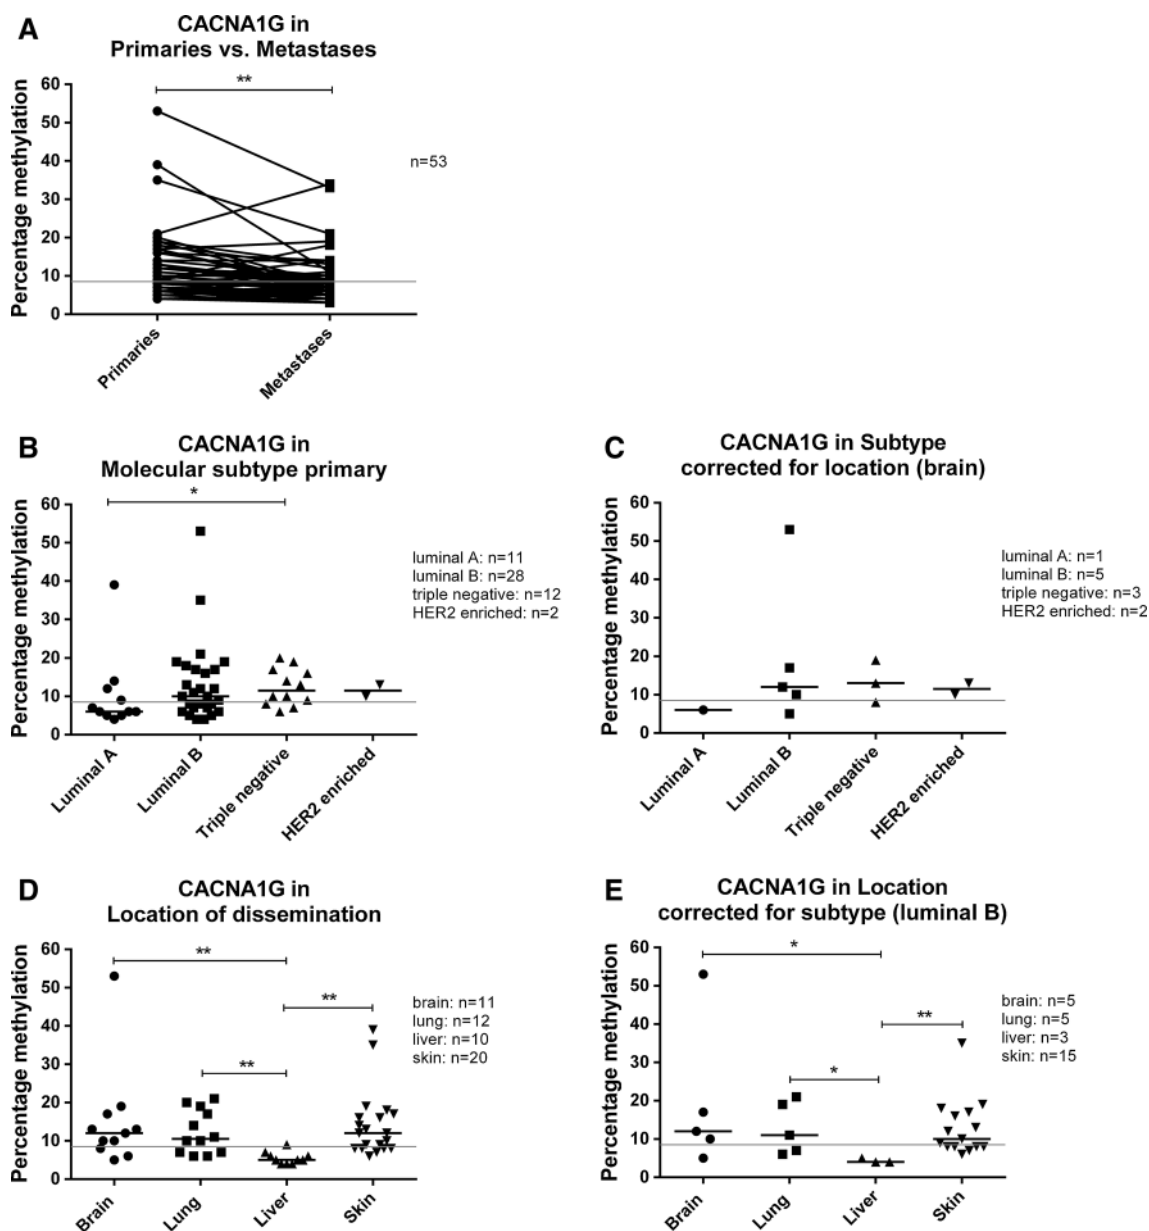 A
CACNA1G in
Primaries vs. Metastases
Percentage methylation
60
50
40
30
20
10
0
**
n=53
Primaries
Metastases
B
CACNA1G in
Molecular subtype primary
Percentage methylation
60
50
40
30
20
10
0
*
luminal A: n=11
luminal B: n=28
triple negative: n=12
HER2 enriched: n=2
Luminal A
Luminal B
Triple negative
HER2 enriched
C
CACNA1G in Subtype
corrected for location (brain)
Percentage methylation
60
50
40
30
20
10
0
luminal A: n=1
luminal B: n=5
triple negative: n=3
HER2 enriched: n=2
Luminal A
Luminal B
Triple negative
HER2 enriched
D
CACNA1G in
Location of dissemination
Percentage methylation
60
50
40
30
20
10
0
**
**
**
brain: n=11
lung: n=12
liver: n=10
skin: n=20
Brain
Lung
Liver
Skin
E
CACNA1G in Location
corrected for subtype (luminal B)
Percentage methylation
60
50
40
30
20
10
0
*
**
*
brain: n=5
lung: n=5
liver: n=3
skin: n=15
Brain
Lung
Liver
Skin